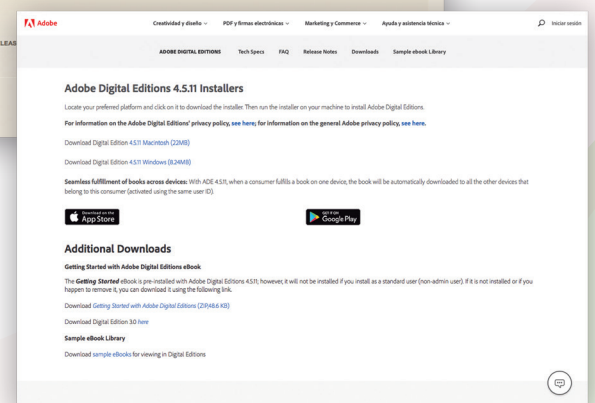 LEAS
Adobe
Creatividad y diseño
PDF y firmas electrónicas
Marketing y Commerce
Ayuda y asistencia técnica
Iniciar sesión
ADOBE DIGITAL EDITIONS
Tech Specs
FAQ
Release Notes
Downloads
Sample ebook Library
Adobe Digital Editions 4.5.11 Installers
Locate your preferred platform and click on it to download the installer. Then run the installer on your machine to install Adobe Digital Editions.
For information on the Adobe Digital Editions' privacy policy, see here; for information on the general Adobe privacy policy, see here.
Download Digital Edition 4.5.11 Macintosh (22MB)
Download Digital Edition 4.5.11 Windows (8.24MB)
Seamless fulfillment of books across devices: With ADE 4.5.11, when a consumer fulfills a book on one device, the book will be automatically downloaded to all the other devices that
belong to this consumer (activated using the same user ID).
Download on the
App Store
GET IT ON
Google Play
Additional Downloads
Getting Started with Adobe Digital Editions eBook
The Getting Started eBook is pre-installed with Adobe Digital Editions 4.5.11; however, it will not be installed if you install as a standard user (non-admin user). If it is not installed or if you
happen to remove it, you can download it using the following link.
Download Getting Started with Adobe Digital Editions (ZIP,48.6 KB)
Download Digital Edition 3.0 here
Sample eBook Library
Download sample eBooks for viewing in Digital Editions